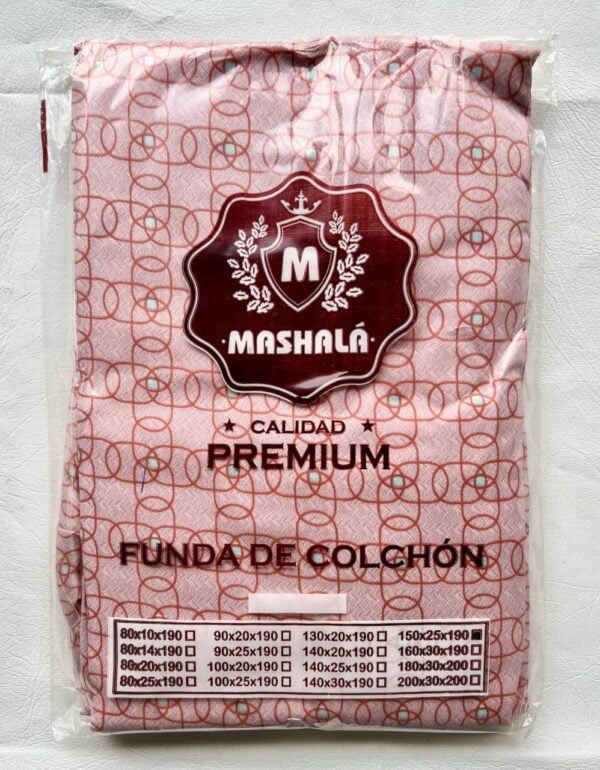 M
MASHALÁ
★ CALIDAD ★
PREMIUM
FUNDA DE COLCHÓN
80x10x190 ☐ 90x20x190 ☐ 130x20x190 ☐ 150x25x190 ■
80x14x190 ☐ 90x25x190 ☐ 140x20x190 ☐ 160x30x190 ☐
80x20x190 ☐ 100x20x190 ☐ 140x25x190 ☐ 180x30x200 ☐
80x25x190 ☐ 100x25x190 ☐ 140x30x190 ☐ 200x30x200 ☐